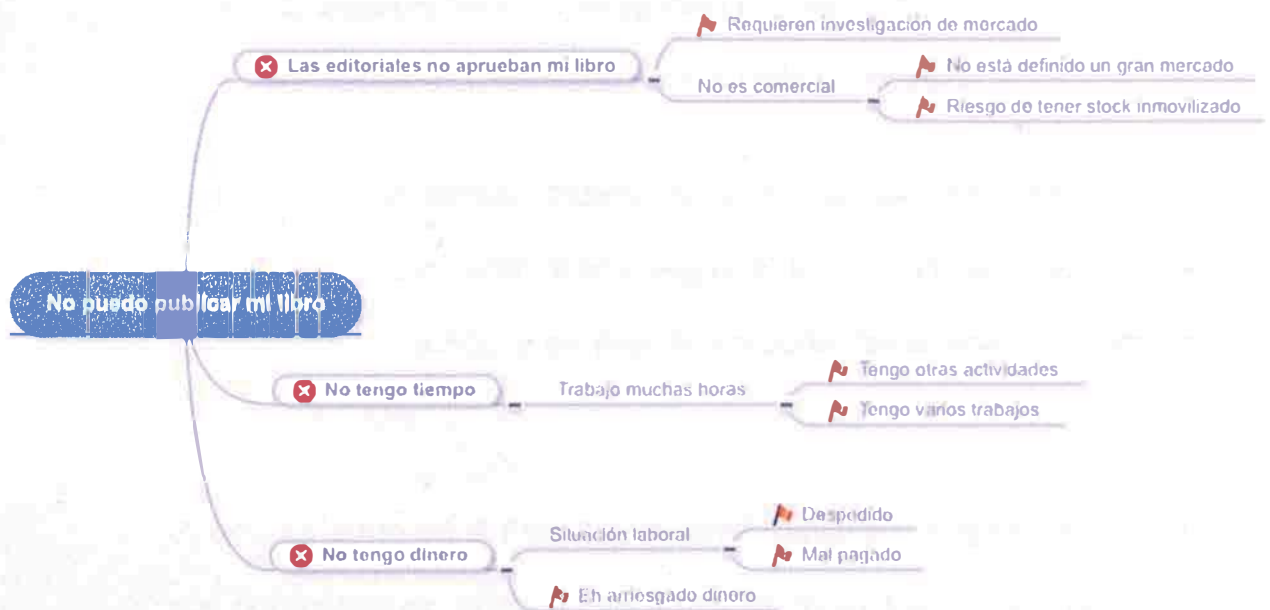 Requieren investigación de mercado
Las editoriales no aprueban mi libro
No está definido un gran mercado
No es comercial
Riesgo de tener stock inmovilizado
No puedo publicar mi libro
Tengo otras actividades
No tengo tiempo
Trabajo muchas horas
Tengo varios trabajos
Despedido
Situación laboral
No tengo dinero
Mal pagado
Eh arriesgado dinero